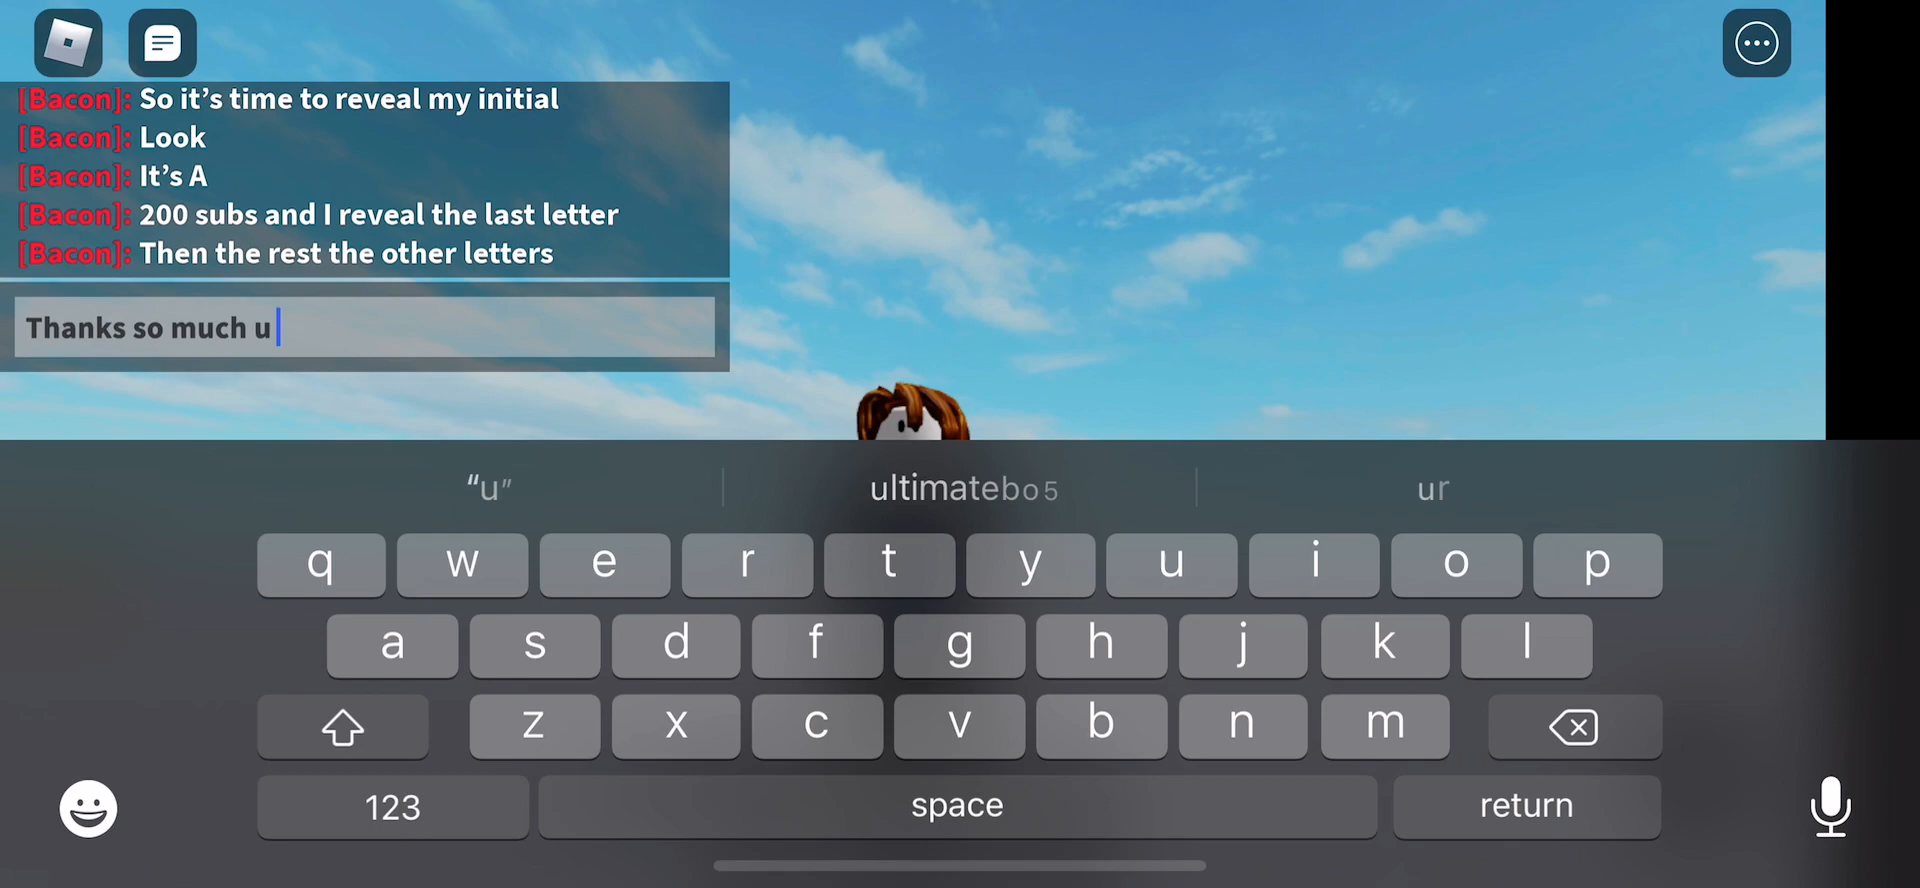 [Bacon]: So it’s time to reveal my initial
[Bacon]: Look
[Bacon]: It’s A
[Bacon]: 200 subs and I reveal the last letter
[Bacon]: Then the rest the other letters
Thanks so much u
“u” ultimatebo5 ur
q w e r t y u i o p
a s d f g h j k l
z x c v b n m
123 space return